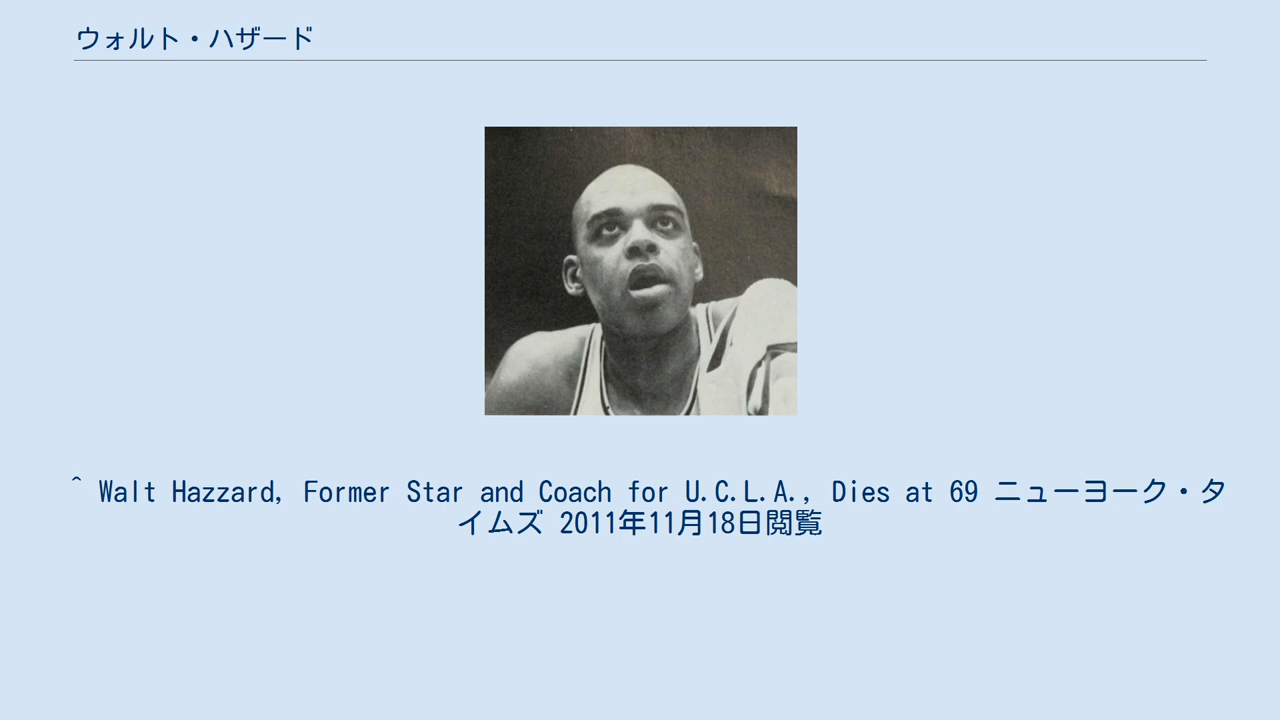 ウォルト・ハザード
^ Walt Hazzard, Former Star and Coach for U.C.L.A., Dies at 69 ニューヨーク・タ
イムズ 2011年11月18日閲覧